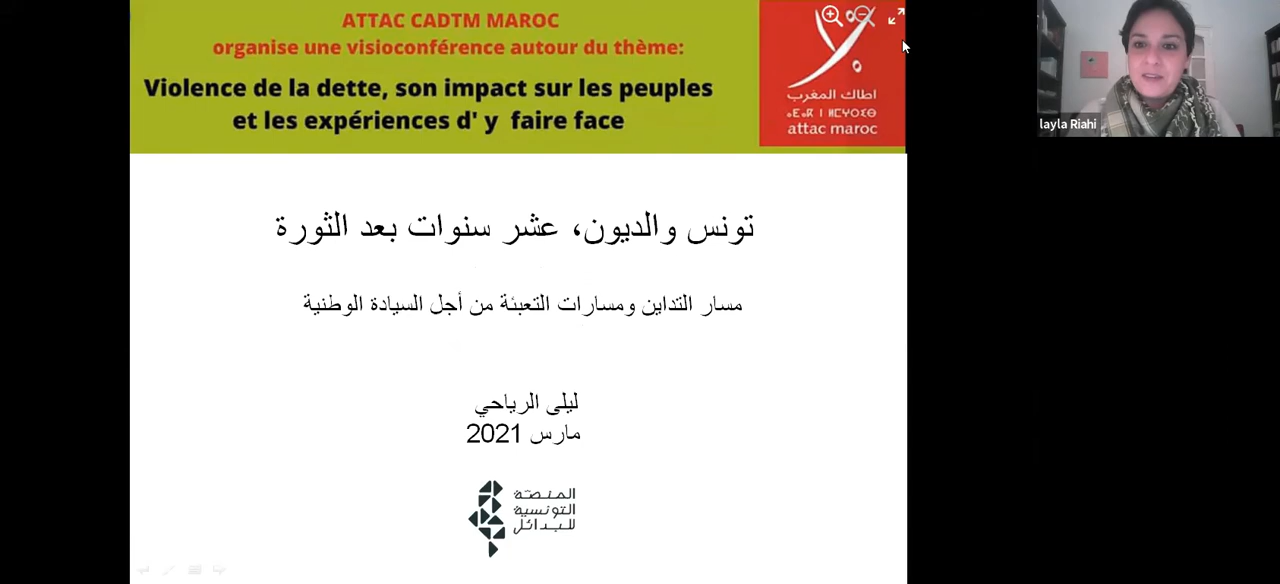 ATTAC CADTM MAROC
organise une visioconférence autour du thème:
Violence de la dette, son impact sur les peuples
et les expériences d' y faire face
اطاك المغرب
attac maroc
layla Riahi
تونس والديون، عشر سنوات بعد الثورة
مسار التداين ومسارات التعبئة من أجل السيادة الوطنية
ليلى الرياحي
مارس 2021
المنصة
التونسية
للبدائل